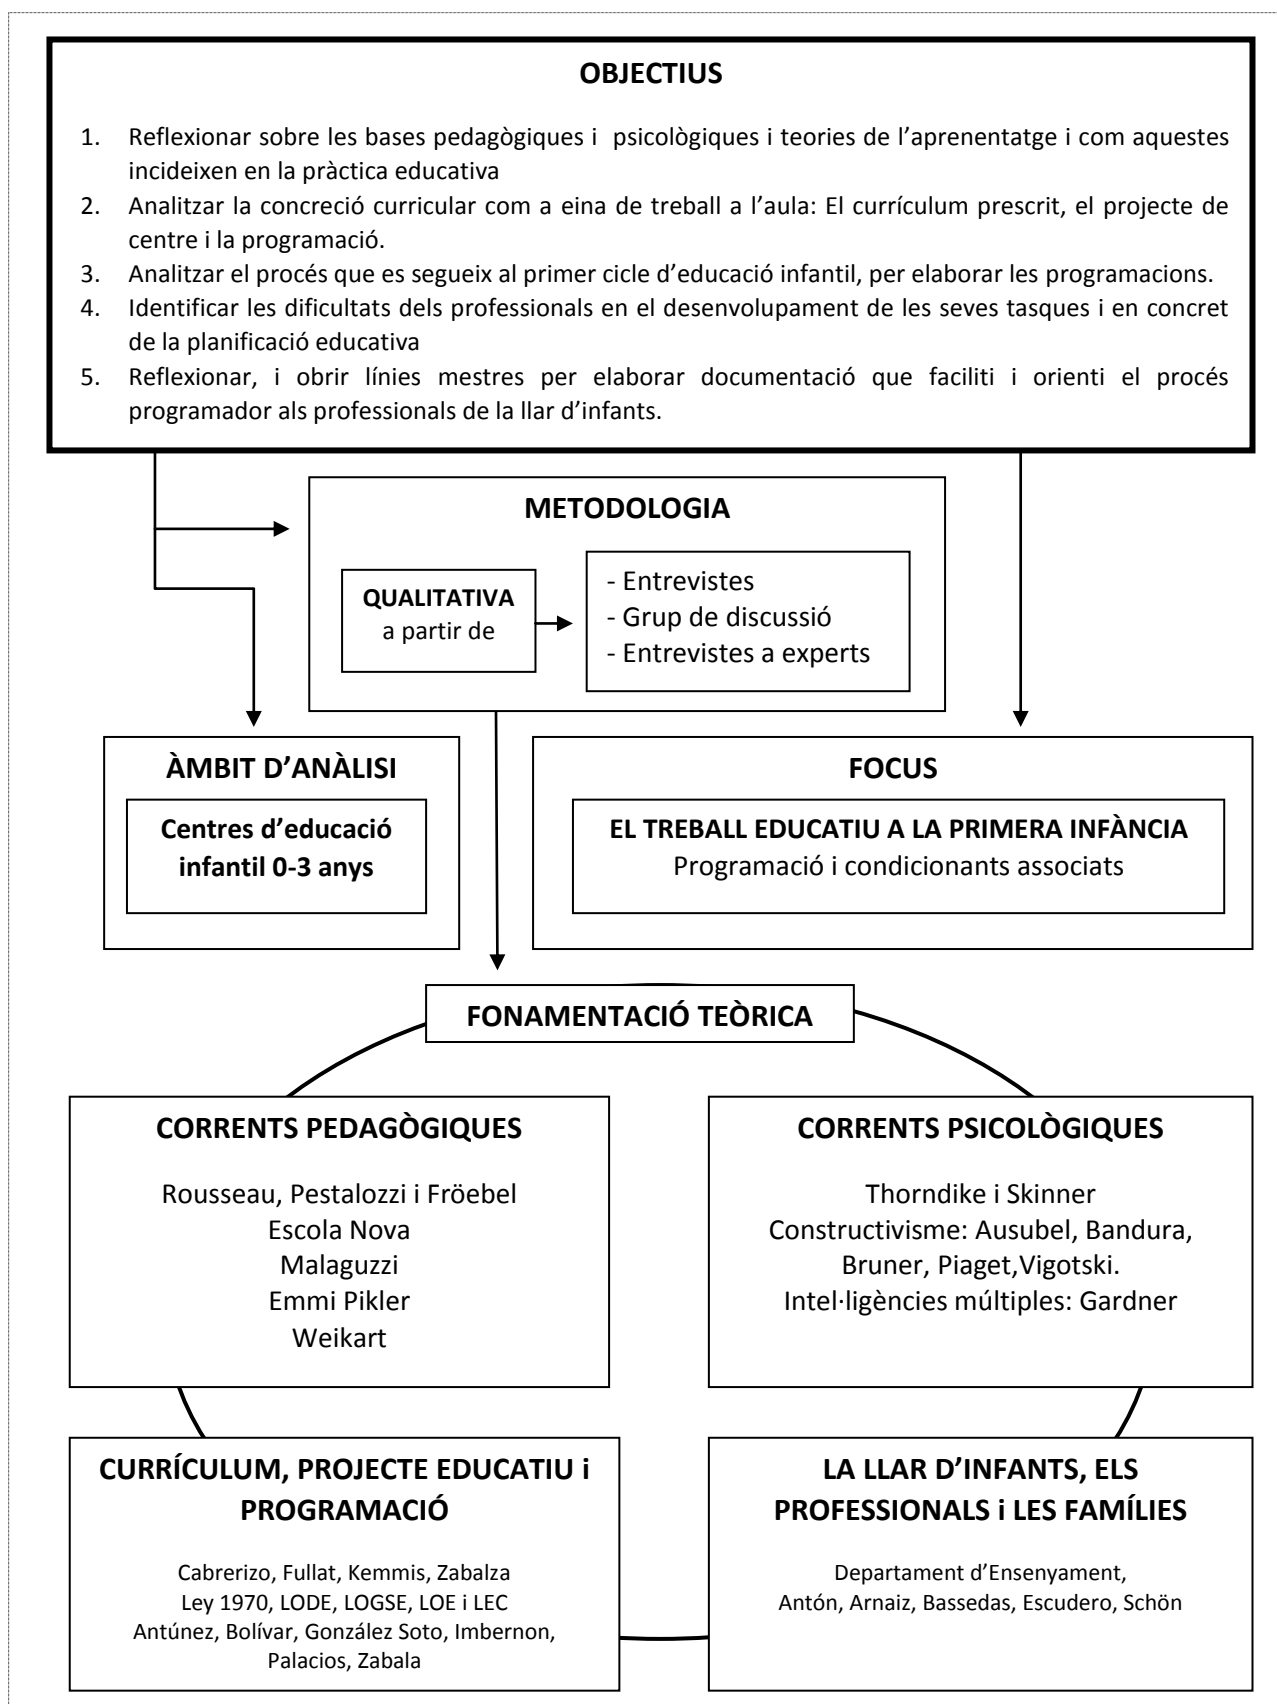 OBJECTIUS
1. Reflexionar sobre les bases pedagògiques i psicològiques i teories de l’aprenentatge i com aquestes
incideixen en la pràctica educativa
2. Analitzar la concreció curricular com a eina de treball a l’aula: El currículum prescrit, el projecte de
centre i la programació.
3. Analitzar el procés que es segueix al primer cicle d’educació infantil, per elaborar les programacions.
4. Identificar les dificultats dels professionals en el desenvolupament de les seves tasques i en concret
de la planificació educativa
5. Reflexionar, i obrir línies mestres per elaborar documentació que faciliti i orienti el procés
programador als professionals de la llar d’infants.
METODOLOGIA
QUALITATIVA
a partir de
- Entrevistes
- Grup de discussió
- Entrevistes a experts
ÀMBIT D’ANÀLISI
Centres d’educació
infantil 0-3 anys
FOCUS
EL TREBALL EDUCATIU A LA PRIMERA INFÀNCIA
Programació i condicionants associats
FONAMENTACIÓ TEÒRICA
CORRENTS PEDAGÒGIQUES
Rousseau, Pestalozzi i Fröebel
Escola Nova
Malaguzzi
Emmi Pikler
Weikart
CORRENTS PSICOLÒGIQUES
Thorndike i Skinner
Constructivisme: Ausubel, Bandura,
Bruner, Piaget,Vigotski.
Intel·ligències múltiples: Gardner
CURRÍCULUM, PROJECTE EDUCATIU i
PROGRAMACIÓ
Cabrerizo, Fullat, Kemmis, Zabalza
Ley 1970, LODE, LOGSE, LOE i LEC
Antúnez, Bolívar, González Soto, Imbernon,
Palacios, Zabala
LA LLAR D’INFANTS, ELS
PROFESSIONALS i LES FAMÍLIES
Departament d’Ensenyament,
Antón, Arnaiz, Bassedas, Escudero, Schön